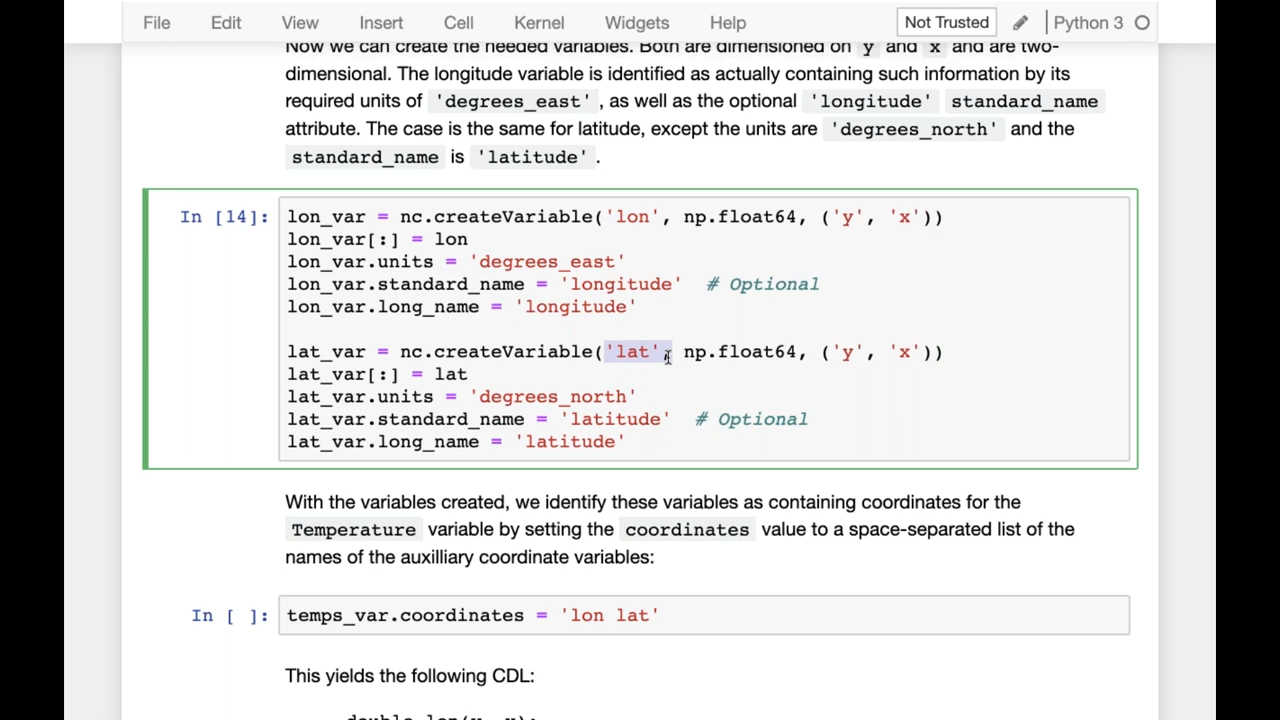 File Edit View Insert Cell Kernel Widgets Help Not Trusted Python 3
Now we can create the needed variables. Both are dimensioned on y and x and are two-
dimensional. The longitude variable is identified as actually containing such information by its
required units of 'degrees_east' , as well as the optional 'longitude' standard_name
attribute. The case is the same for latitude, except the units are 'degrees_north' and the
standard_name is 'latitude' .
In [14]: lon_var = nc.createVariable('lon', np.float64, ('y', 'x'))
lon_var[:] = lon
lon_var.units = 'degrees_east'
lon_var.standard_name = 'longitude'  # Optional
lon_var.long_name = 'longitude'
lat_var = nc.createVariable('lat', np.float64, ('y', 'x'))
lat_var[:] = lat
lat_var.units = 'degrees_north'
lat_var.standard_name = 'latitude'  # Optional
lat_var.long_name = 'latitude'
With the variables created, we identify these variables as containing coordinates for the
Temperature variable by setting the coordinates value to a space-separated list of the
names of the auxilliary coordinate variables:
In [ ]: temps_var.coordinates = 'lon lat'
This yields the following CDL: